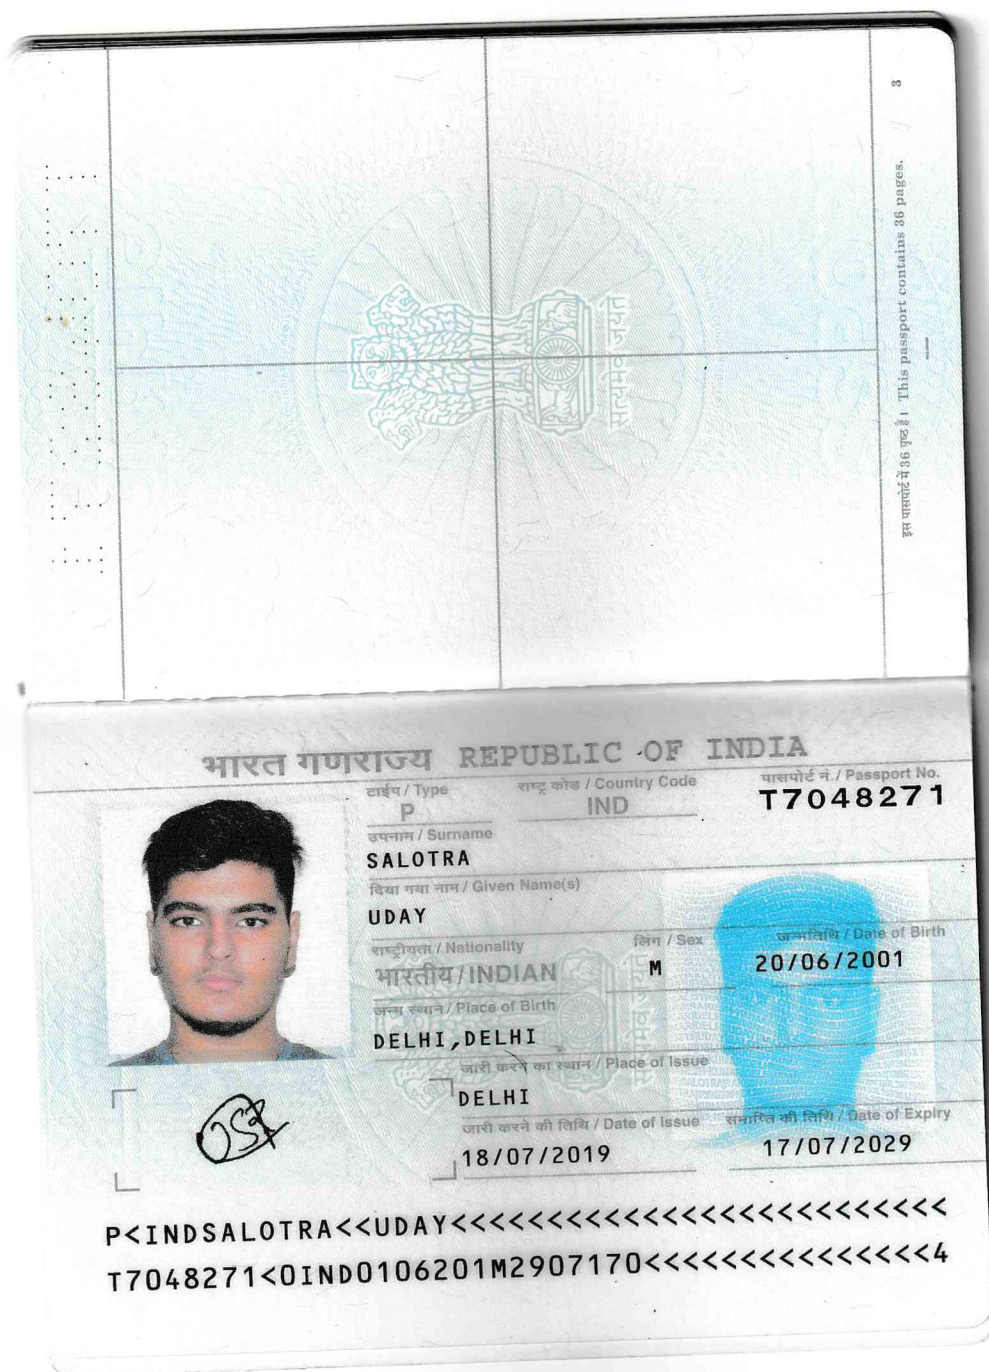 3
इस पासपोर्ट में 36 पृष्ठ है। This passport contains 36 pages.
सत्यमेव जयते
भारत गणराज्य REPUBLIC OF INDIA
टाईप / Type
राष्ट्र कोड / Country Code
पासपोर्ट नं. / Passport No.
P
IND
T7048271
उपनाम / Surname
SALOTRA
दिया गया नाम / Given Name(s)
UDAY
राष्ट्रीयता / Nationality
लिंग / Sex
जन्मतिथि / Date of Birth
भारतीय / INDIAN
M
20/06/2001
जन्म स्थान / Place of Birth
DELHI,DELHI
जारी करने का स्थान / Place of Issue
DELHI
जारी करने की तिथि / Date of Issue
समाप्ति की तिथि / Date of Expiry
18/07/2019
17/07/2029
P<INDSALOTRA<<UDAY<<<<<<<<<<<<<<<<<<<<<<<<<<
T7048271<0IND0106201M2907170<<<<<<<<<<<<<<<4